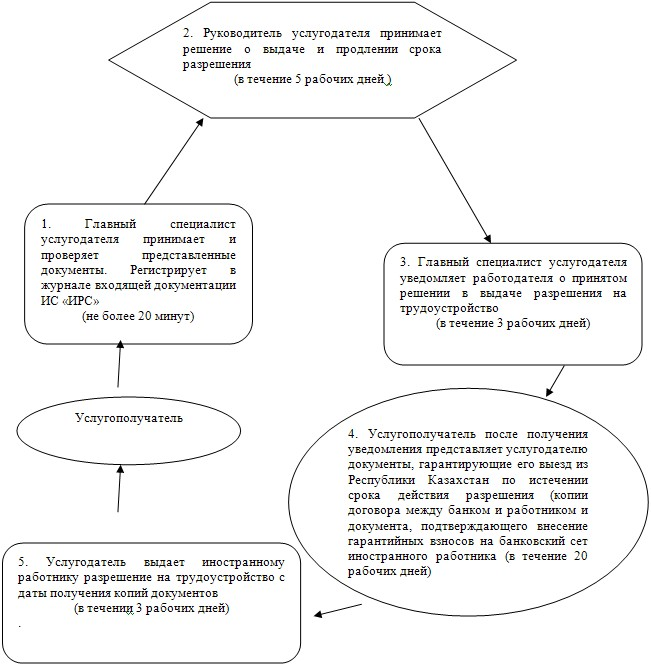 2. Руководитель услугодателя принимает
решение о выдаче и продлении срока
разрешения
(в течение 5 рабочих дней )
1. Главный специалист
услугодателя принимает и
проверяет представленные
документы. Регистрирует в
журнале входящей документации
ИС «ИРС»
(не более 20 минут)
3. Главный специалист услугодателя
уведомляет работодателя о принятом
решении в выдаче разрешения на
трудоустройство
(в течение 3 рабочих дней)
Услугополучатель
4. Услугополучатель после получения
уведомления представляет услугодателю
документы, гарантирующие его выезд из
Республики Казахстан по истечении
срока действия разрешения (копии
договора между банком и работником и
документа, подтверждающего внесение
гарантийных взносов на банковский сет
иностранного работника (в течение 20
рабочих дней)
5. Услугодатель выдает иностранному
работнику разрешение на трудоустройство с
даты получения копий документов
(в течении 3 рабочих дней)
.